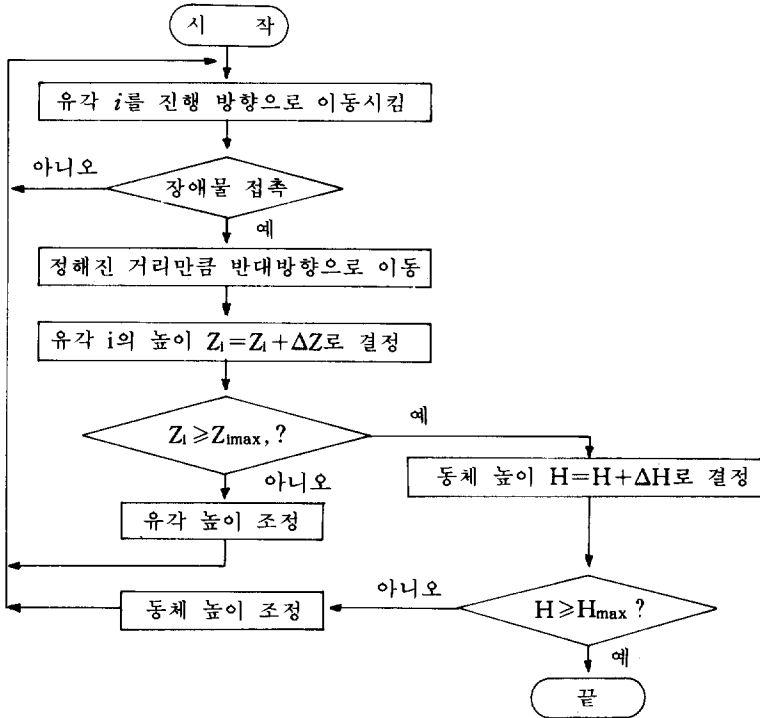 시 작
유각 i를 진행 방향으로 이동시킴
아니오
장애물 접촉
예
정해진 거리만큼 반대방향으로 이동
유각 i의 높이 Zᵢ=Zᵢ+ΔZ로 결정
예
Zᵢ≥Zimax, ?
아니오
동체 높이 H=H+ΔH로 결정
유각 높이 조정
아니오
동체 높이 조정
H≥Hmax ?
예
끝